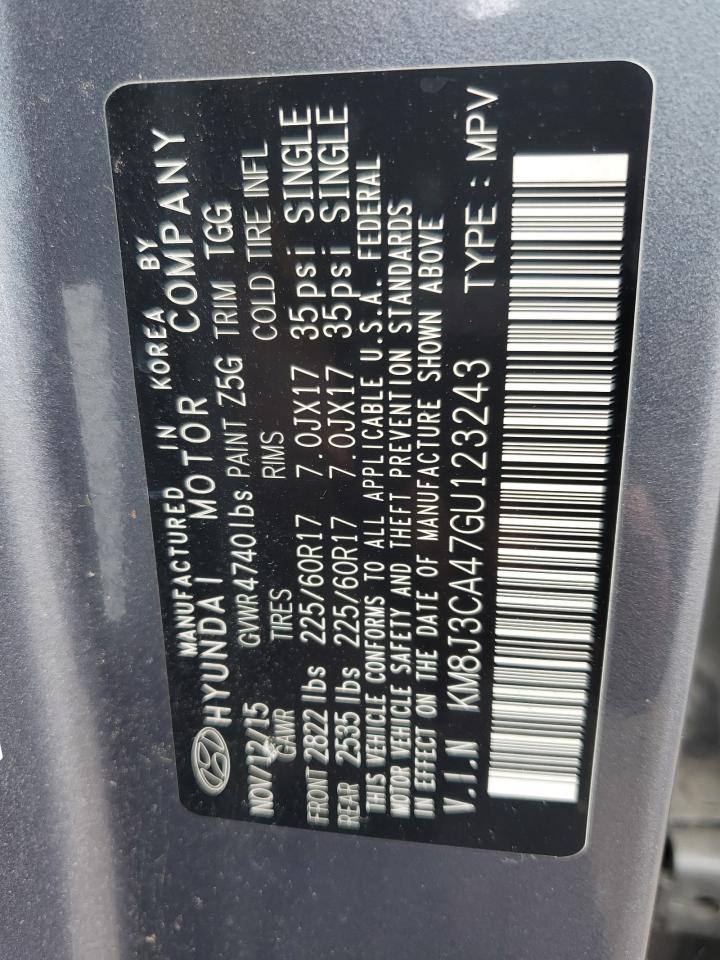 MANUFACTURED IN KOREA BY
HYUNDAI MOTOR COMPANY
NOV/12/15 GVWR 4740 lbs PAINT Z5G TRIM TGG
GAWR TIRES RIMS COLD TIRE INFL
FRONT 2822 lbs 225/60R17 7.0JX17 35psi SINGLE
REAR 2535 lbs 225/60R17 7.0JX17 35psi SINGLE
THIS VEHICLE CONFORMS TO ALL APPLICABLE U.S.A. FEDERAL
MOTOR VEHICLE SAFETY AND THEFT PREVENTION STANDARDS
IN EFFECT ON THE DATE OF MANUFACTURE SHOWN ABOVE
V.I.N KM8J3CA47GU123243 TYPE : MPV